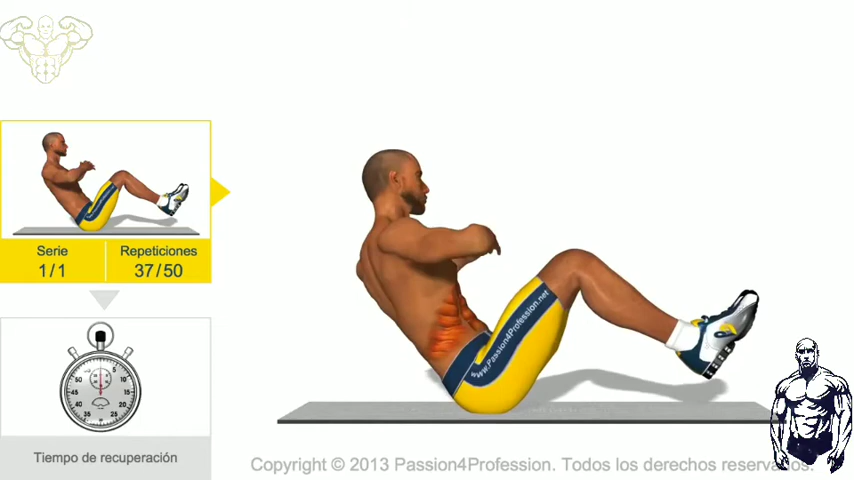 Serie
Repeticiones
1/1
37/50
Tiempo de recuperación
www.Passion4Profession.net
Copyright © 2013 Passion4Profession. Todos los derechos reservados.